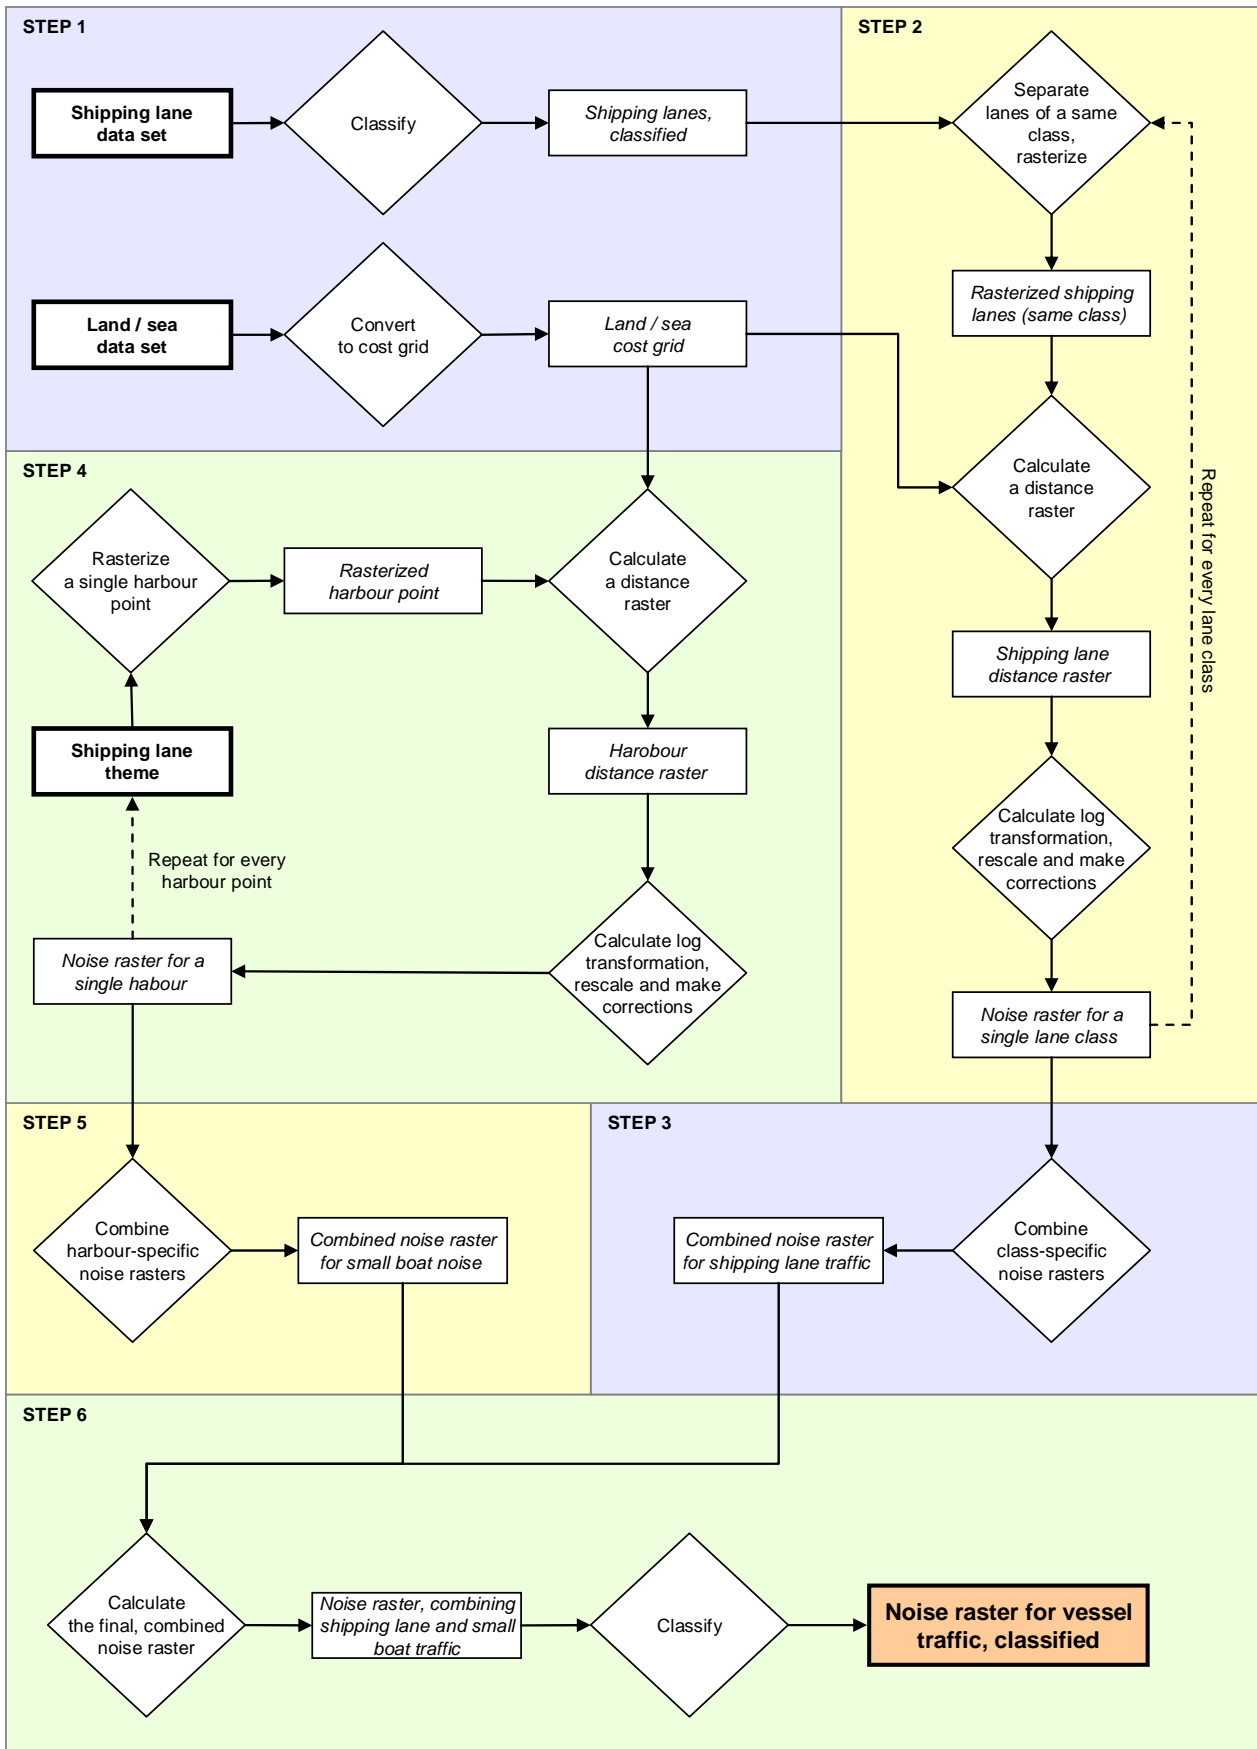 STEP 1
Shipping lane
data set
Classify
Shipping lanes,
classified
Land / sea
data set
Convert
to cost grid
Land / sea
cost grid
STEP 2
Separate
lanes of a same
class,
rasterize
Rasterized shipping
lanes (same class)
Calculate
a distance
raster
Shipping lane
distance raster
Calculate log
transformation,
rescale and make
corrections
Noise raster for a
single lane class
Repeat for every lane class
STEP 4
Rasterize
a single harbour
point
Rasterized
harbour point
Calculate
a distance
raster
Shipping lane
theme
Harobour
distance raster
Repeat for every
harbour point
Noise raster for a
single habour
Calculate log
transformation,
rescale and make
corrections
STEP 5
Combine
harbour-specific
noise rasters
Combined noise raster
for small boat noise
STEP 3
Combined noise raster
for shipping lane traffic
Combine
class-specific
noise rasters
STEP 6
Calculate
the final, combined
noise raster
Noise raster, combining
shipping lane and small
boat traffic
Classify
Noise raster for vessel
traffic, classified